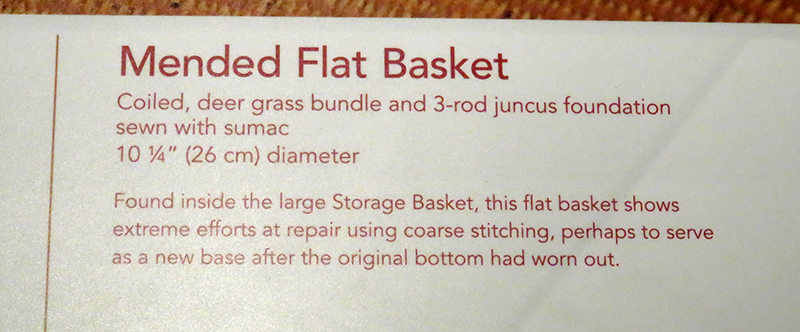 Mended Flat Basket
Coiled, deer grass bundle and 3-rod juncus foundation
sewn with sumac
10 ¼” (26 cm) diameter
Found inside the large Storage Basket, this flat basket shows
extreme efforts at repair using coarse stitching, perhaps to serve
as a new base after the original bottom had worn out.